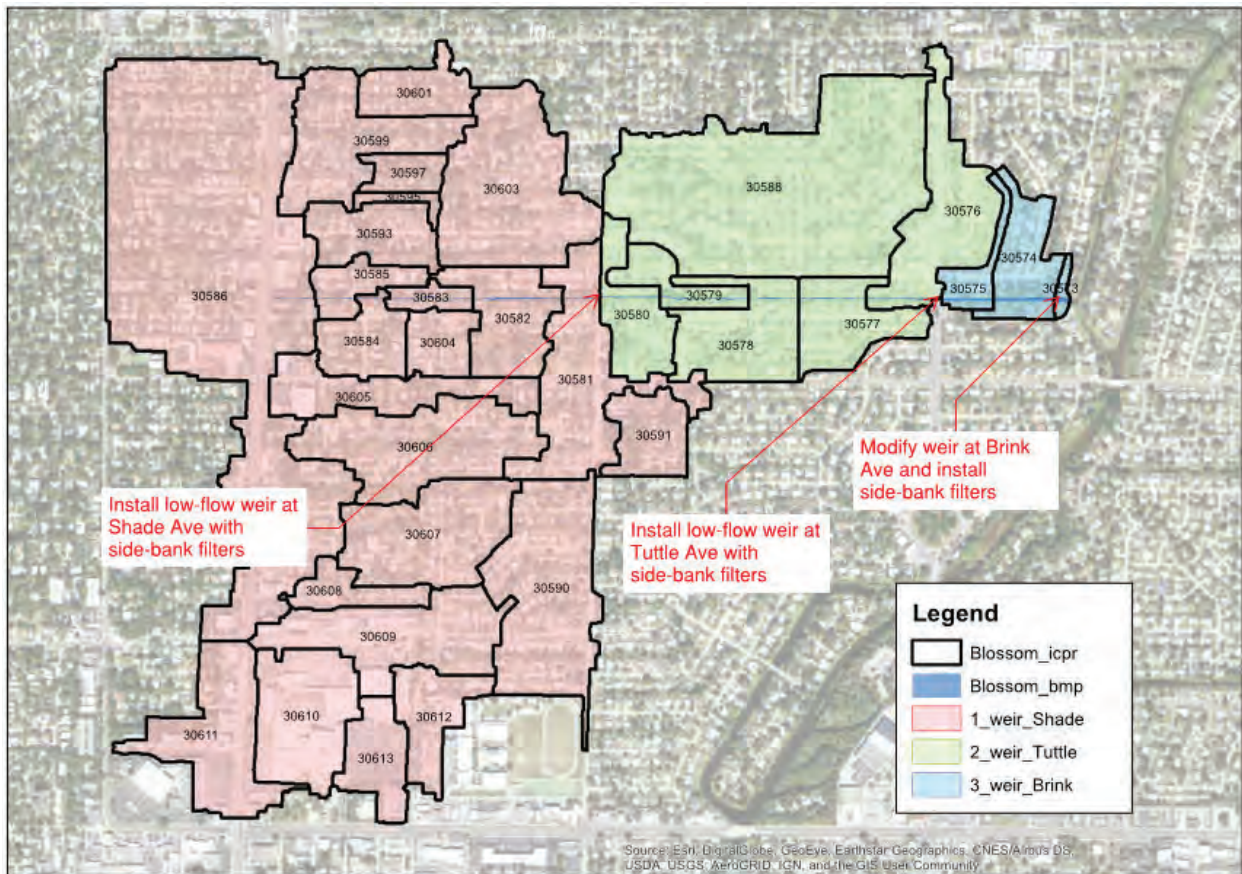 30601
30599
30597
30595
30603
30593
30588
30576
30574
30585
30586
30583
30579
30575
30573
30582
30580
30577
30584
30604
30578
30581
30605
30591
30606
Install low-flow weir at
Shade Ave with
side-bank filters
Install low-flow weir at
Tuttle Ave with
side-bank filters
Modify weir at Brink
Ave and install
side-bank filters
30607
30590
30608
30609
30610
30612
30611
30613
Legend
Blossom_icpr
Blossom_bmp
1_weir_Shade
2_weir_Tuttle
3_weir_Brink
Source: Esri, DigitalGlobe, GeoEye, Earthstar Geographics, CNES/Airbus DS,
USDA, USGS, AeroGRID, IGN, and the GIS User Community